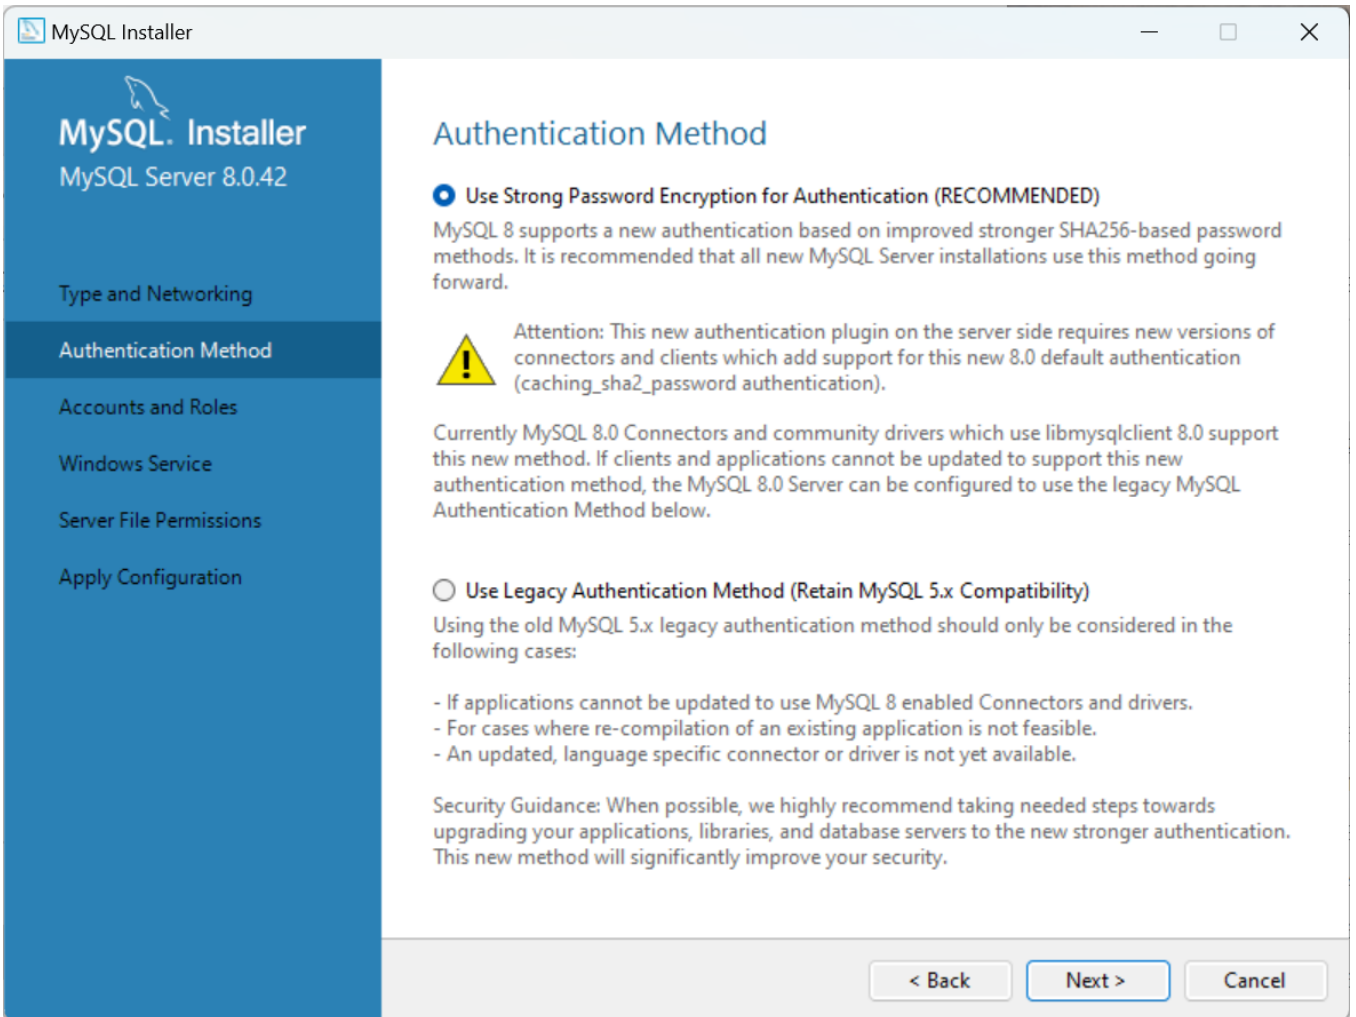 MySQL Installer
MySQL. Installer
MySQL Server 8.0.42
Type and Networking
Authentication Method
Accounts and Roles
Windows Service
Server File Permissions
Apply Configuration
Authentication Method
Use Strong Password Encryption for Authentication (RECOMMENDED)
MySQL 8 supports a new authentication based on improved stronger SHA256-based password
methods. It is recommended that all new MySQL Server installations use this method going
forward.
Attention: This new authentication plugin on the server side requires new versions of
connectors and clients which add support for this new 8.0 default authentication
(caching_sha2_password authentication).
Currently MySQL 8.0 Connectors and community drivers which use libmysqlclient 8.0 support
this new method. If clients and applications cannot be updated to support this new
authentication method, the MySQL 8.0 Server can be configured to use the legacy MySQL
Authentication Method below.
Use Legacy Authentication Method (Retain MySQL 5.x Compatibility)
Using the old MySQL 5.x legacy authentication method should only be considered in the
following cases:
- If applications cannot be updated to use MySQL 8 enabled Connectors and drivers.
- For cases where re-compilation of an existing application is not feasible.
- An updated, language specific connector or driver is not yet available.
Security Guidance: When possible, we highly recommend taking needed steps towards
upgrading your applications, libraries, and database servers to the new stronger authentication.
This new method will significantly improve your security.
< Back
Next >
Cancel